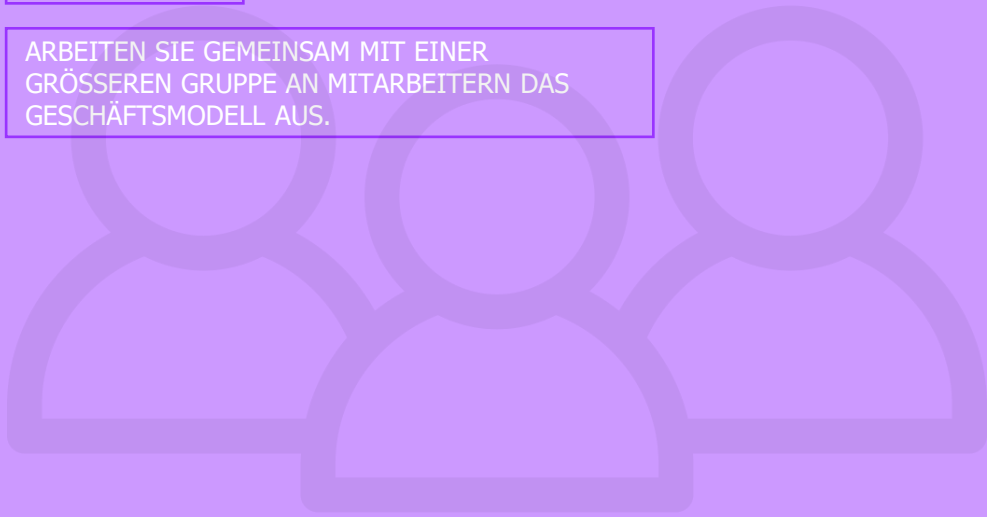 ARBEITEN SIE GEMEINSAM MIT EINER
GRÖSSEREN GRUPPE AN MITARBEITERN DAS
GESCHÄFTSMODELL AUS.